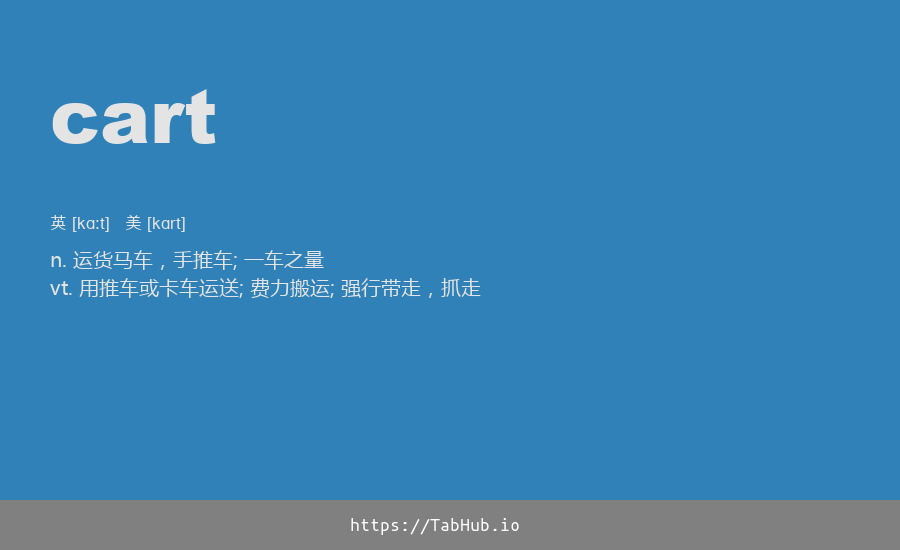 cart
英 [kɑːt] 美 [kɑrt]
n. 运货马车，手推车; 一车之量
vt. 用推车或卡车运送; 费力搬运; 强行带走，抓走
https://TabHub.io